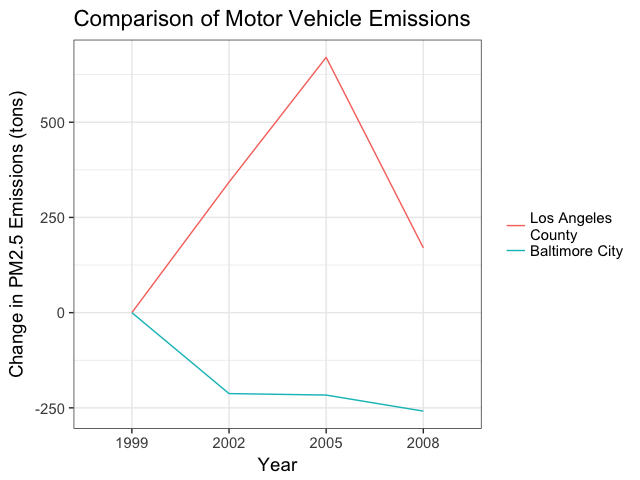 Comparison of Motor Vehicle Emissions
Change in PM2.5 Emissions (tons)
500
250
0
-250
1999 2002 2005 2008
Year
Los Angeles
County
Baltimore City